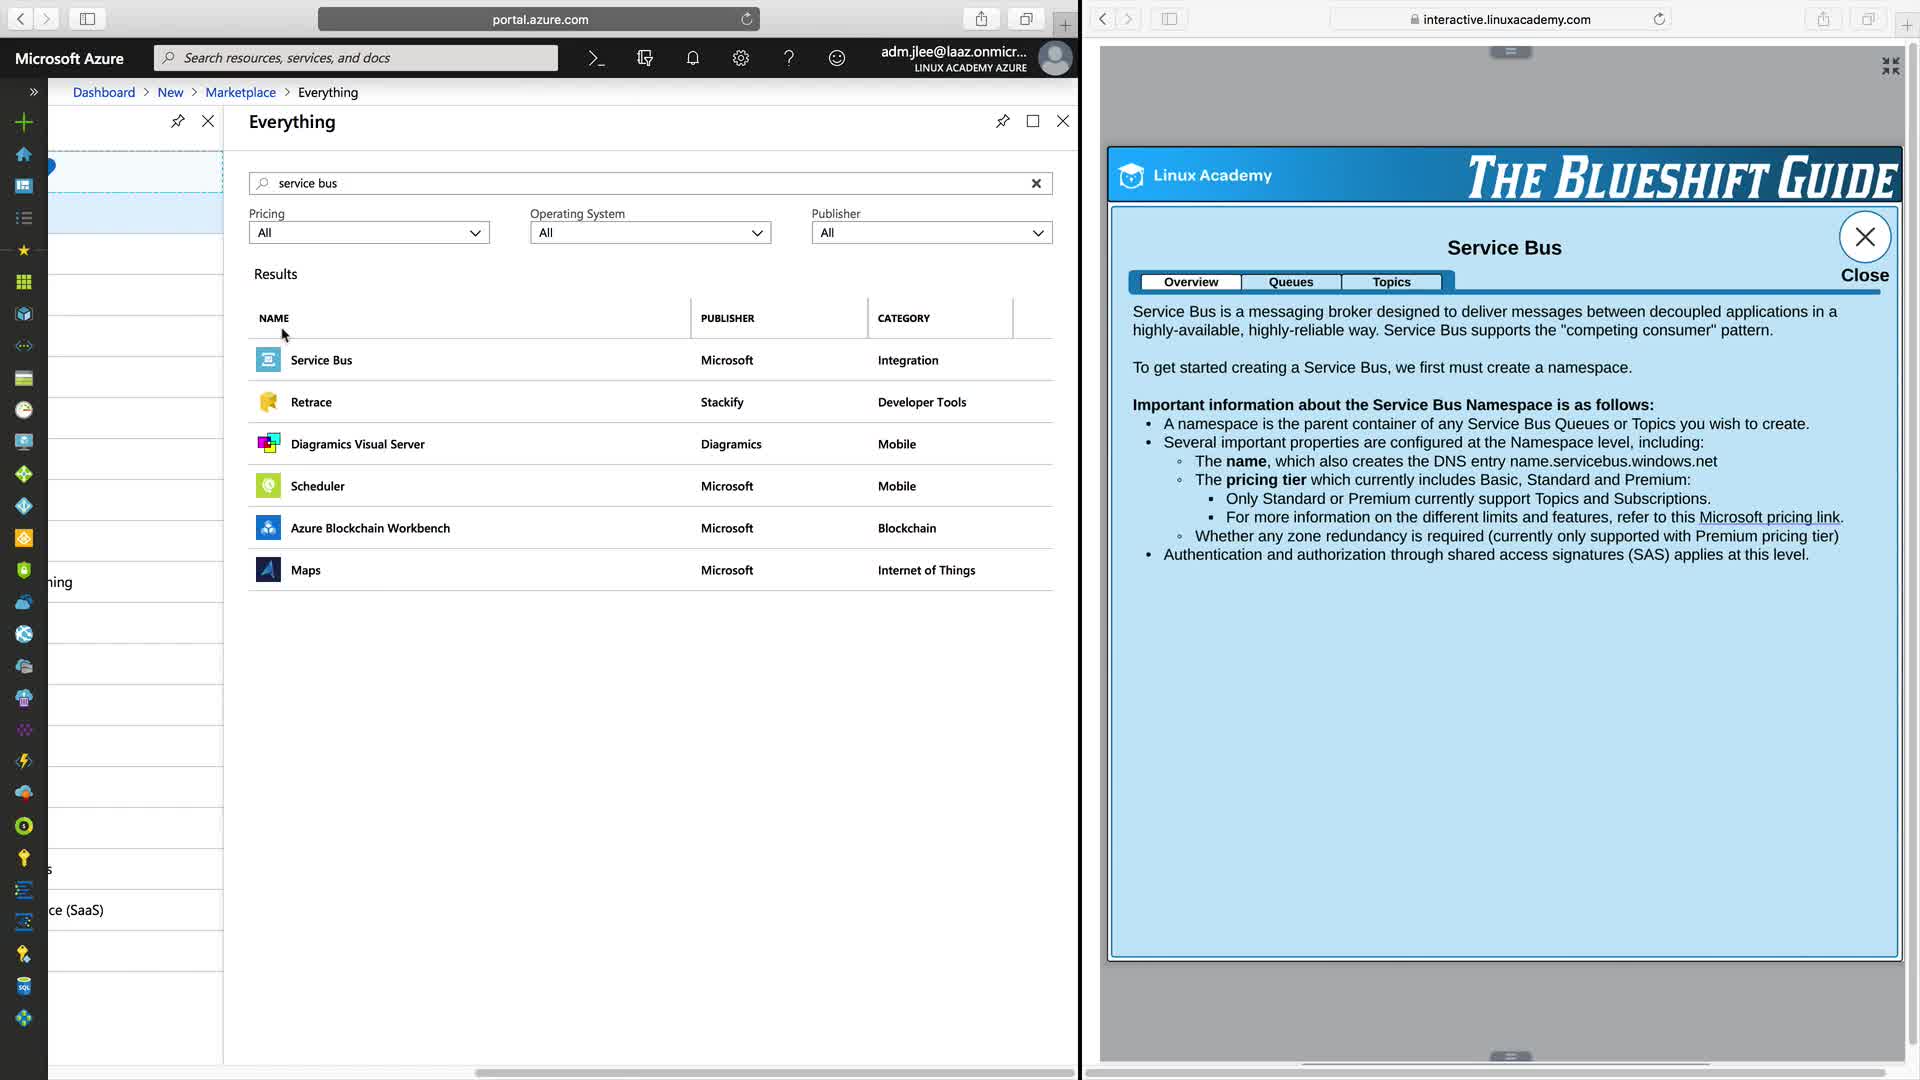 portal.azure.com
Microsoft Azure
Search resources, services, and docs
adm.jlee@laaz.onmicr...
LINUX ACADEMY AZURE
Dashboard > New > Marketplace > Everything
Everything
service bus
Pricing
Operating System
Publisher
All
All
All
Results
NAME
PUBLISHER
CATEGORY
Service Bus
Microsoft
Integration
Retrace
Stackify
Developer Tools
Diagramics Visual Server
Diagramics
Mobile
Scheduler
Microsoft
Mobile
Azure Blockchain Workbench
Microsoft
Blockchain
Maps
Microsoft
Internet of Things
ning
s
ce (SaaS)
SQL
interactive.linuxacademy.com
Linux Academy
THE BLUESHIFT GUIDE
Service Bus
Close
Overview
Queues
Topics
Service Bus is a messaging broker designed to deliver messages between decoupled applications in a
highly-available, highly-reliable way. Service Bus supports the "competing consumer" pattern.
To get started creating a Service Bus, we first must create a namespace.
Important information about the Service Bus Namespace is as follows:
• A namespace is the parent container of any Service Bus Queues or Topics you wish to create.
• Several important properties are configured at the Namespace level, including:
◦ The name, which also creates the DNS entry name.servicebus.windows.net
◦ The pricing tier which currently includes Basic, Standard and Premium:
▪ Only Standard or Premium currently support Topics and Subscriptions.
▪ For more information on the different limits and features, refer to this Microsoft pricing link.
◦ Whether any zone redundancy is required (currently only supported with Premium pricing tier)
• Authentication and authorization through shared access signatures (SAS) applies at this level.